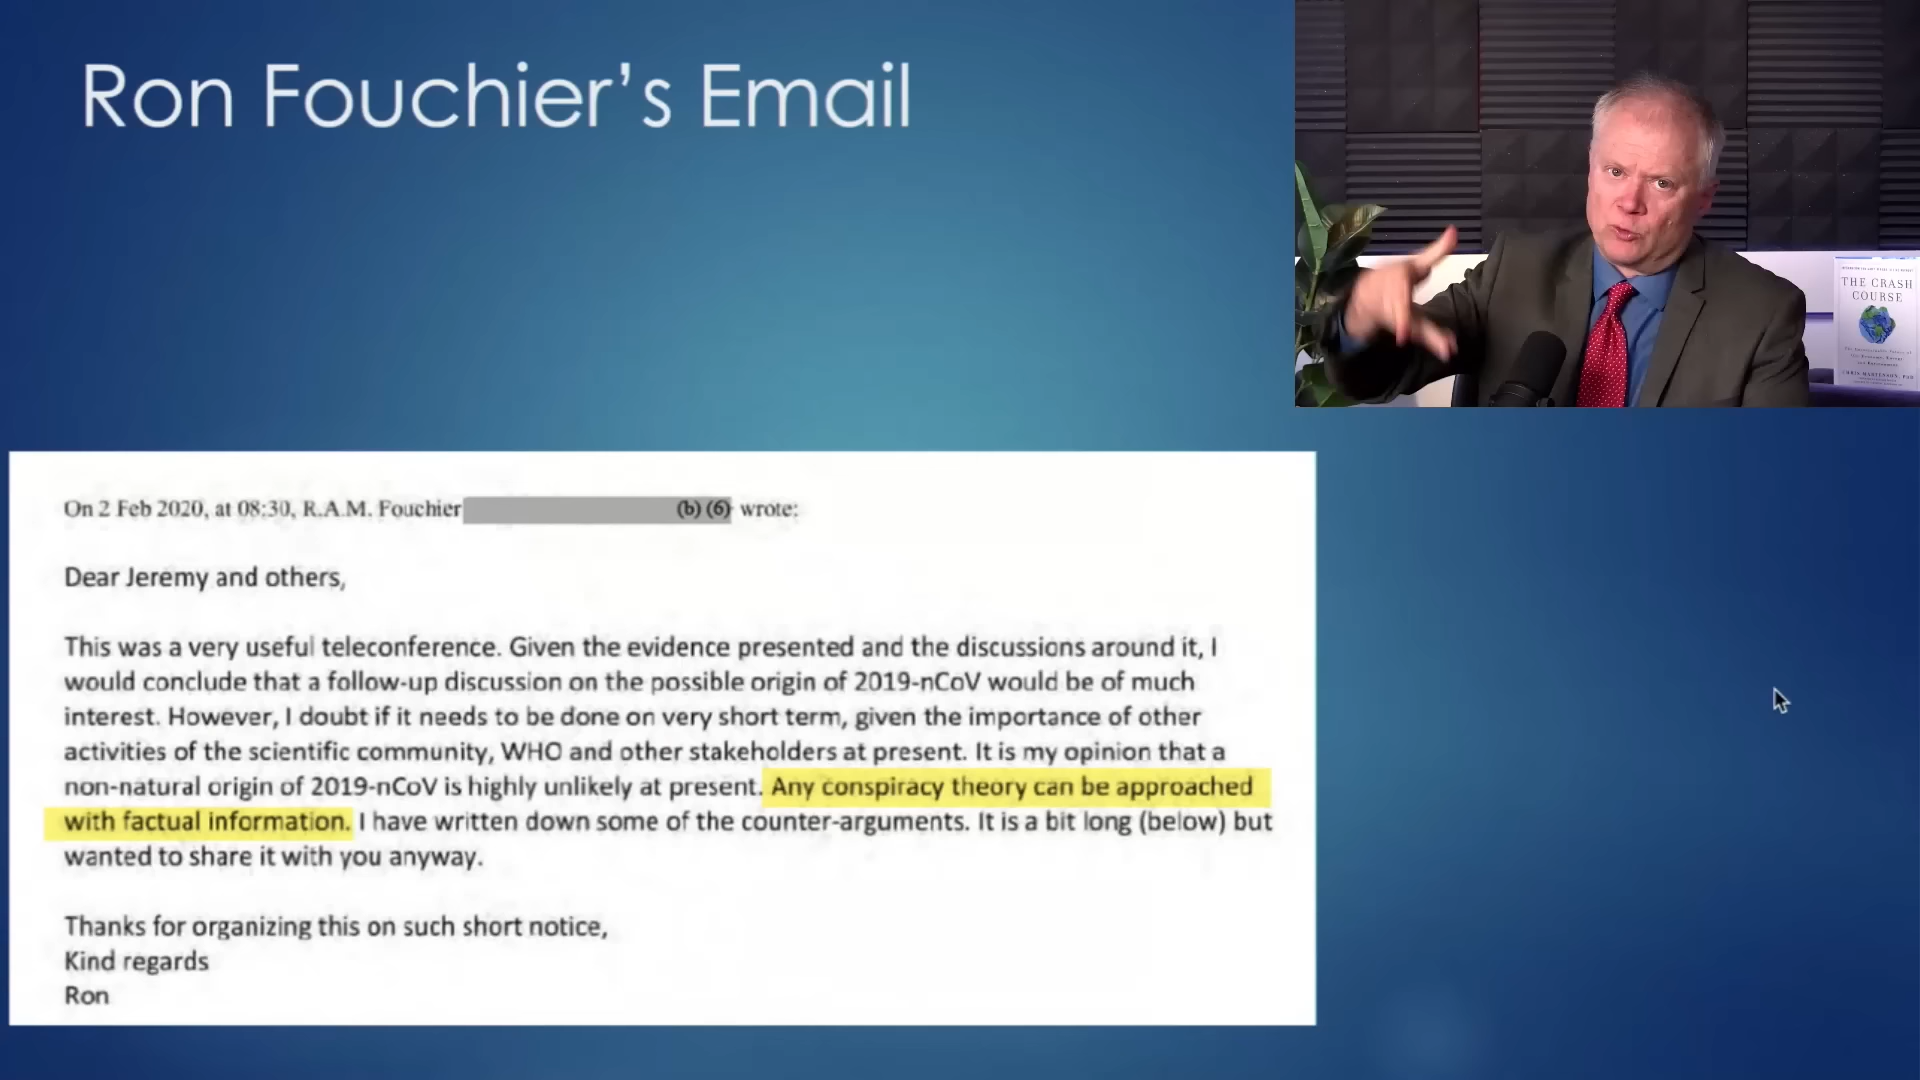 Ron Fouchier's Email
THE CRASH
COURSE
CHRIS MARTENSON, PHD
On 2 Feb 2020, at 08:30, R.A.M. Fouchier (b) (6) wrote:
Dear Jeremy and others,
This was a very useful teleconference. Given the evidence presented and the discussions around it, I
would conclude that a follow-up discussion on the possible origin of 2019-nCoV would be of much
interest. However, I doubt if it needs to be done on very short term, given the importance of other
activities of the scientific community, WHO and other stakeholders at present. It is my opinion that a
non-natural origin of 2019-nCoV is highly unlikely at present. Any conspiracy theory can be approached
with factual information. I have written down some of the counter-arguments. It is a bit long (below) but
wanted to share it with you anyway.
Thanks for organizing this on such short notice,
Kind regards
Ron